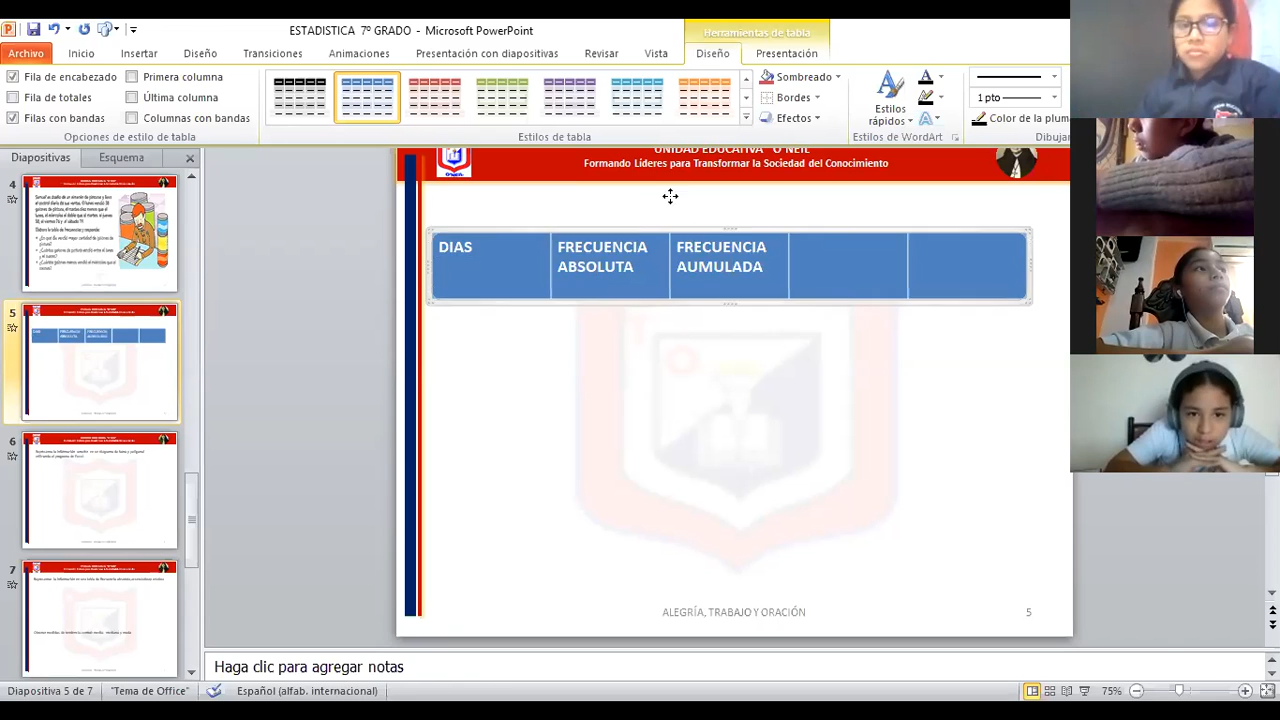 ESTADISTICA 7º GRADO - Microsoft PowerPoint
Herramientas de tabla
Archivo
Inicio
Insertar
Diseño
Transiciones
Animaciones
Presentación con diapositivas
Revisar
Vista
Diseño
Presentación
Fila de encabezado
Primera columna
Fila de totales
Última columna
Filas con bandas
Columnas con bandas
Opciones de estilo de tabla
Estilos de tabla
Sombreado
Bordes
Efectos
Estilos
rápidos
Estilos de WordArt
1 pto
Color de la plum
Dibujar
Diapositivas
Esquema
4
5
6
7
UNIDAD EDUCATIVA "O´NEIL"
Formando Líderes para Transformar la Sociedad del Conocimiento
DIAS
FRECUENCIA
ABSOLUTA
FRECUENCIA
AUMULADA
ALEGRÍA, TRABAJO Y ORACIÓN
5
Haga clic para agregar notas
Diapositiva 5 de 7
"Tema de Office"
Español (alfab. internacional)
75%